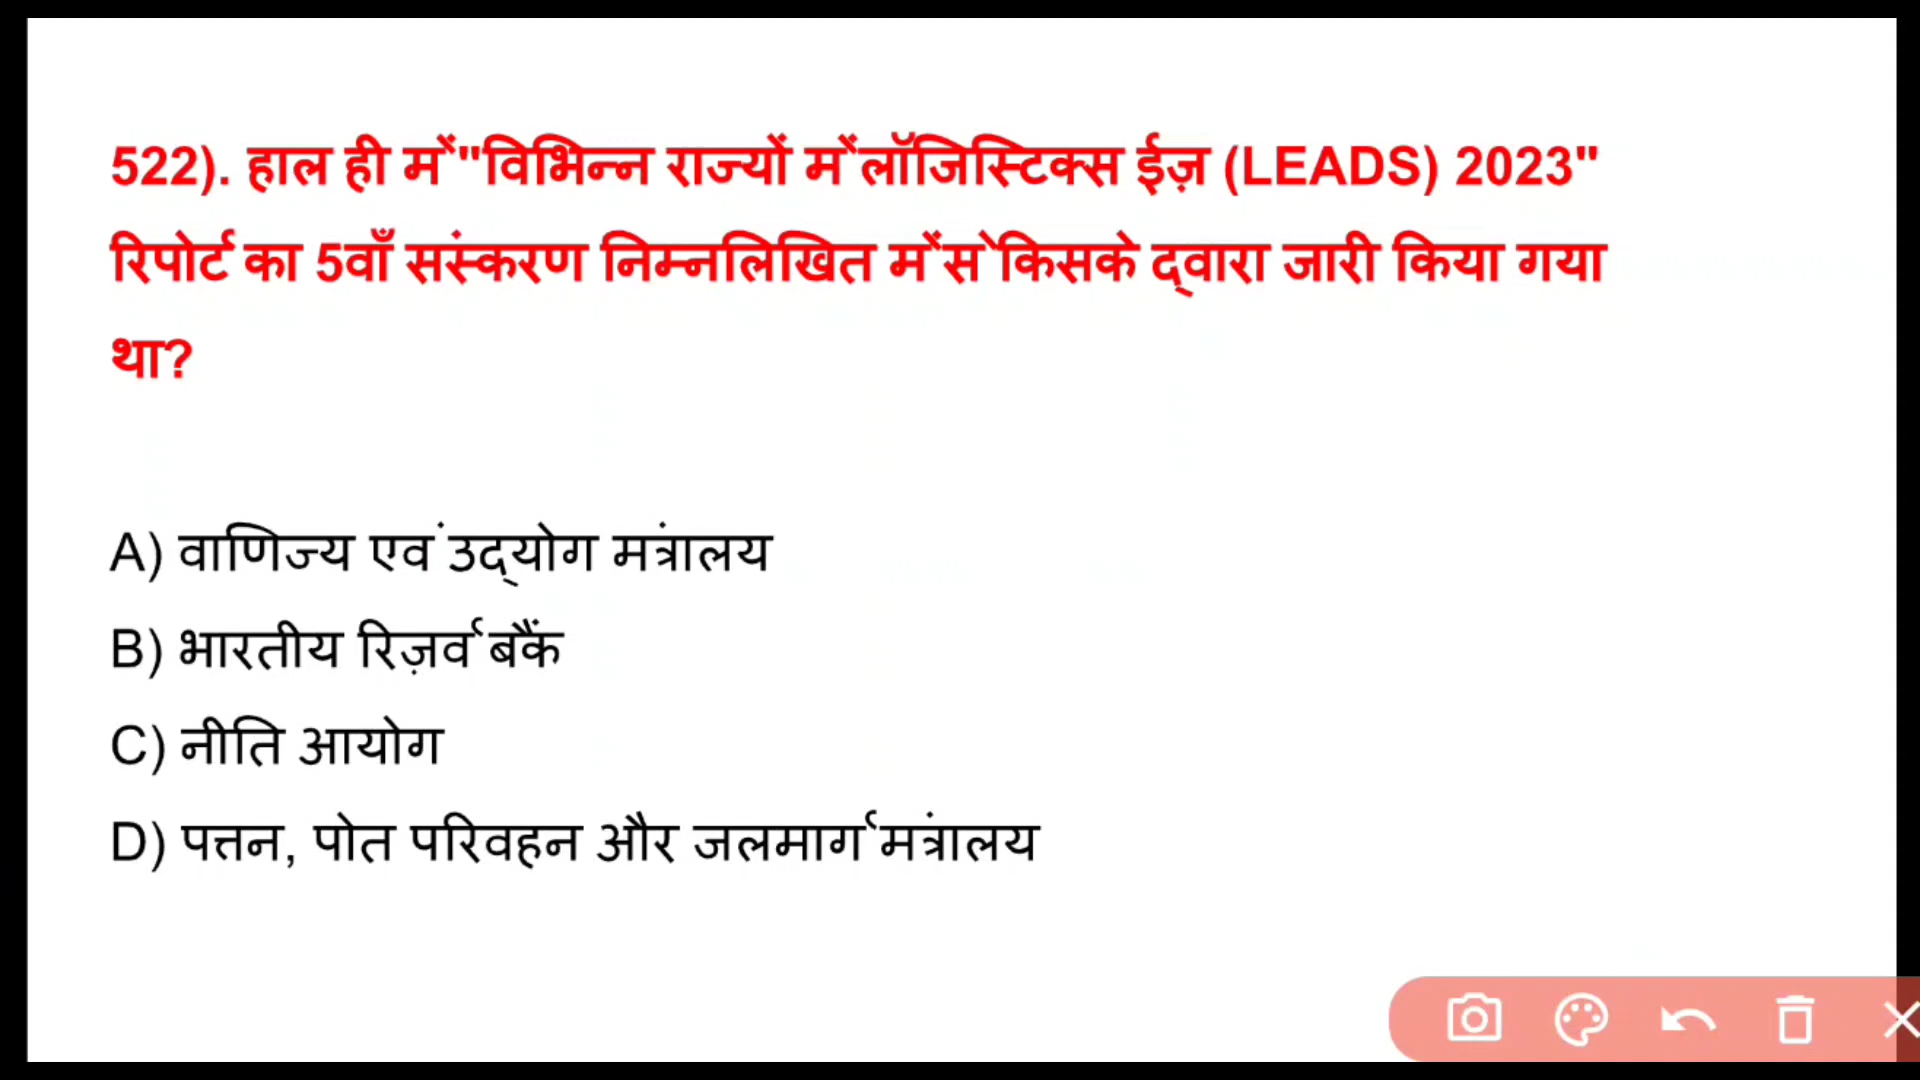 522). हाल ही में "विभिन्न राज्यों में लॉजिस्टिक्स ईज़ (LEADS) 2023"
रिपोर्ट का 5वाँ संस्करण निम्नलिखित में से किसके द्वारा जारी किया गया
था?
A) वाणिज्य एवं उद्योग मंत्रालय
B) भारतीय रिज़र्व बैंक
C) नीति आयोग
D) पत्तन, पोत परिवहन और जलमार्ग मंत्रालय